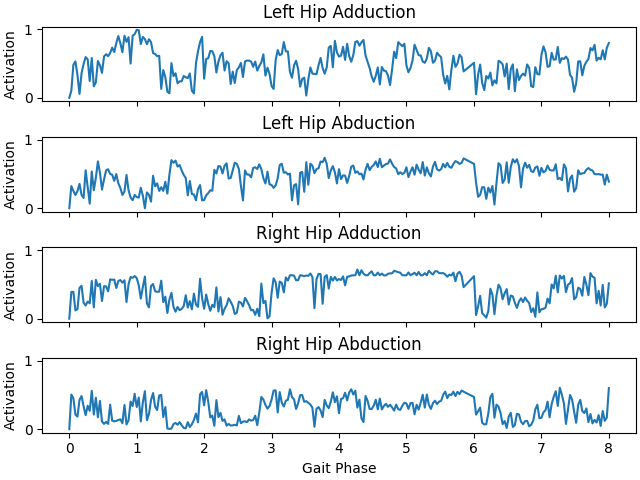 Left Hip Adduction
Activation
1
0
Left Hip Abduction
Activation
1
0
Right Hip Adduction
Activation
1
0
Right Hip Abduction
Activation
1
0
0 1 2 3 4 5 6 7 8
Gait Phase